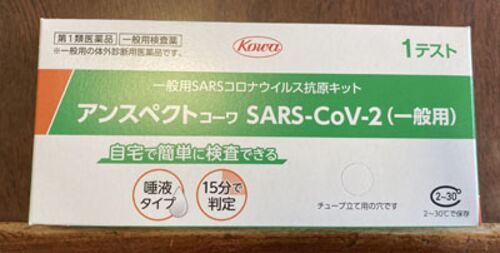 第1類医薬品 一般用検査薬
※一般用の体外診断用医薬品です。
Kowa
1テスト
一般用SARSコロナウイルス抗原キット
アンスペクトコーワ SARS-CoV-2(一般用)
自宅で簡単に検査できる
唾液
タイプ
15分で
判定
チューブ立て用の穴です
2~30°
2~30℃で保存